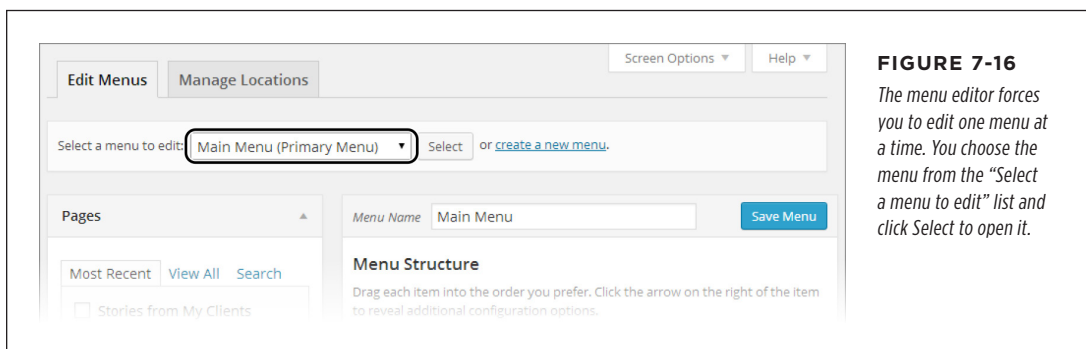 Screen Options
Help
Edit Menus
Manage Locations
Select a menu to edit:
Main Menu (Primary Menu)
Select
or create a new menu.
Pages
Menu Name
Main Menu
Save Menu
Most Recent
View All
Search
Stories from My Clients
Menu Structure
Drag each item into the order you prefer. Click the arrow on the right of the item
to reveal additional configuration options.
FIGURE 7-16
The menu editor forces
you to edit one menu at
a time. You choose the
menu from the “Select
a menu to edit” list and
click Select to open it.